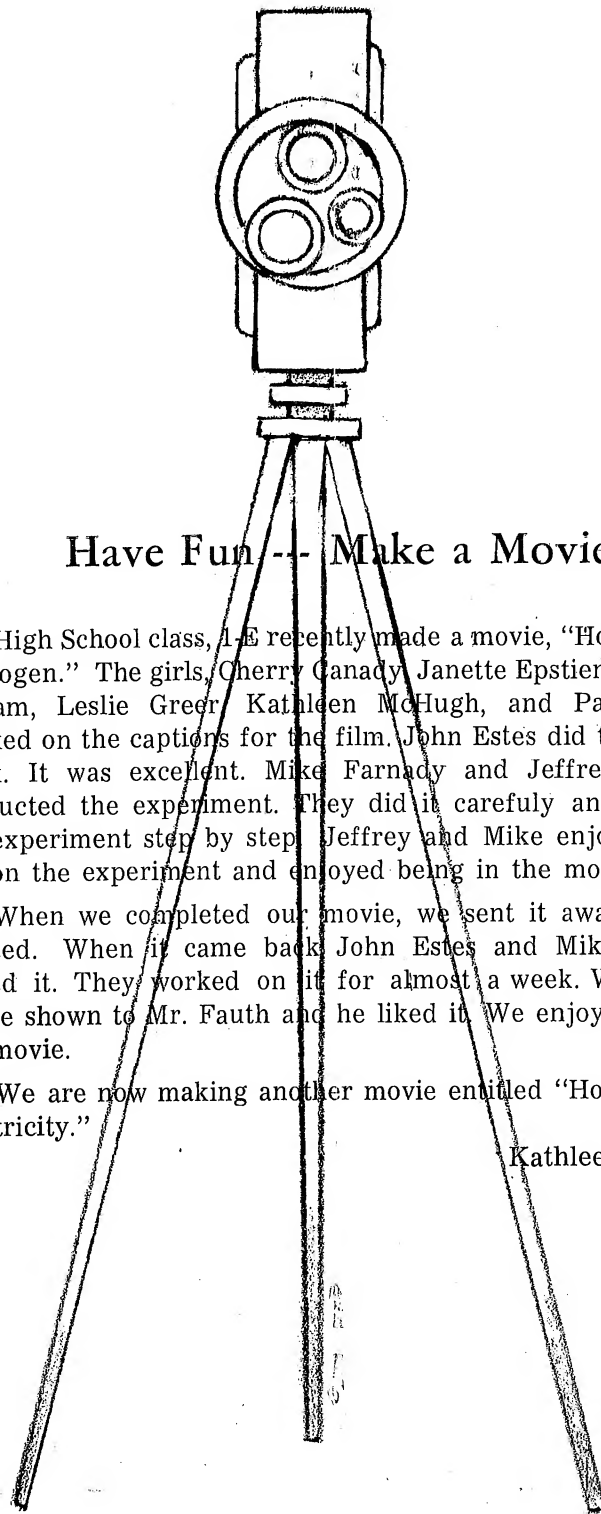 Have Fun --- Make a Movie
High School class, 1-E recently made a movie, “Ho
ogen.” The girls, Cherry Canady, Janette Epstien
am, Leslie Greer, Kathleen McHugh, and Pa
ked on the captions for the film. John Estes did t
. It was excellent. Mike Farnady and Jeffre
ucted the experiment. They did it carefuly an
experiment step by step. Jeffrey and Mike enjo
on the experiment and enjoyed being in the mo
When we completed our movie, we sent it awa
ed. When it came back John Estes and Mik
d it. They worked on it for almost a week. W
e shown to Mr. Fauth and he liked it. We enjoy
movie.
We are now making another movie entitled “Ho
tricity.”
Kathlee